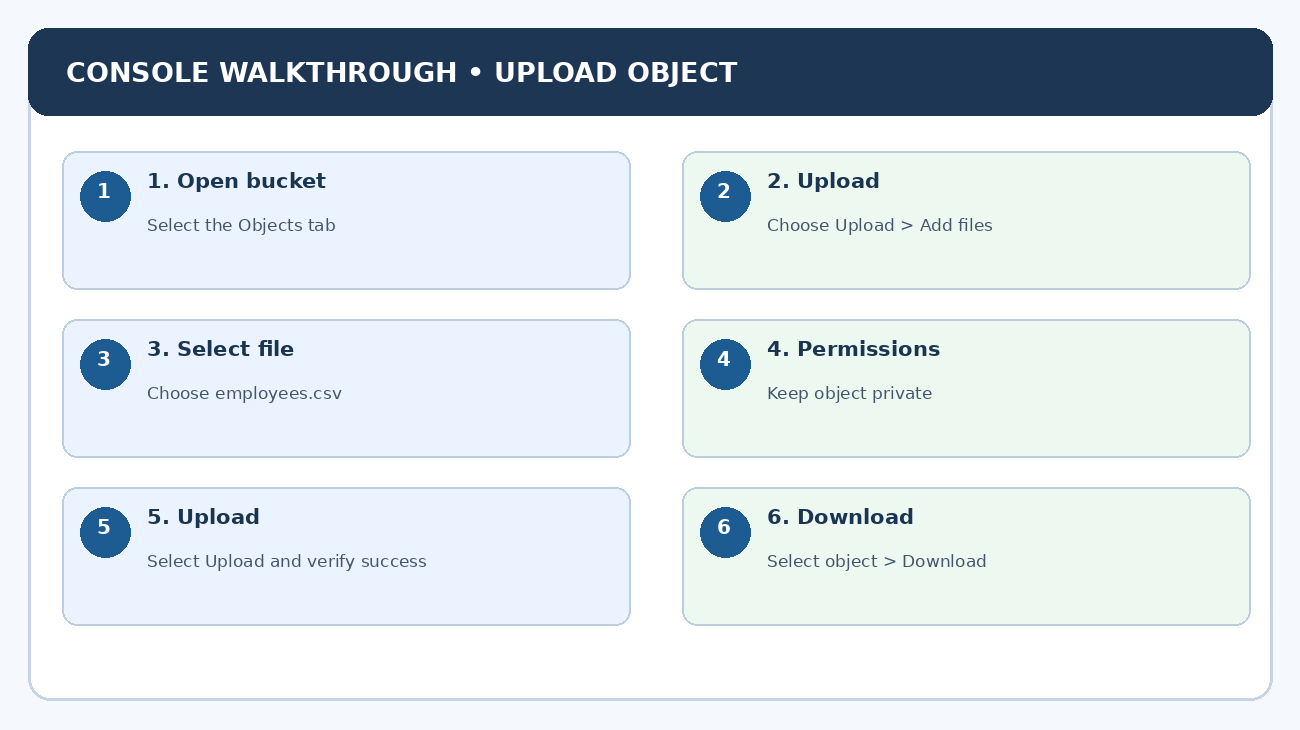 CONSOLE WALKTHROUGH • UPLOAD OBJECT
1
1. Open bucket
Select the Objects tab
2
2. Upload
Choose Upload > Add files
3
3. Select file
Choose employees.csv
4
4. Permissions
Keep object private
5
5. Upload
Select Upload and verify success
6
6. Download
Select object > Download